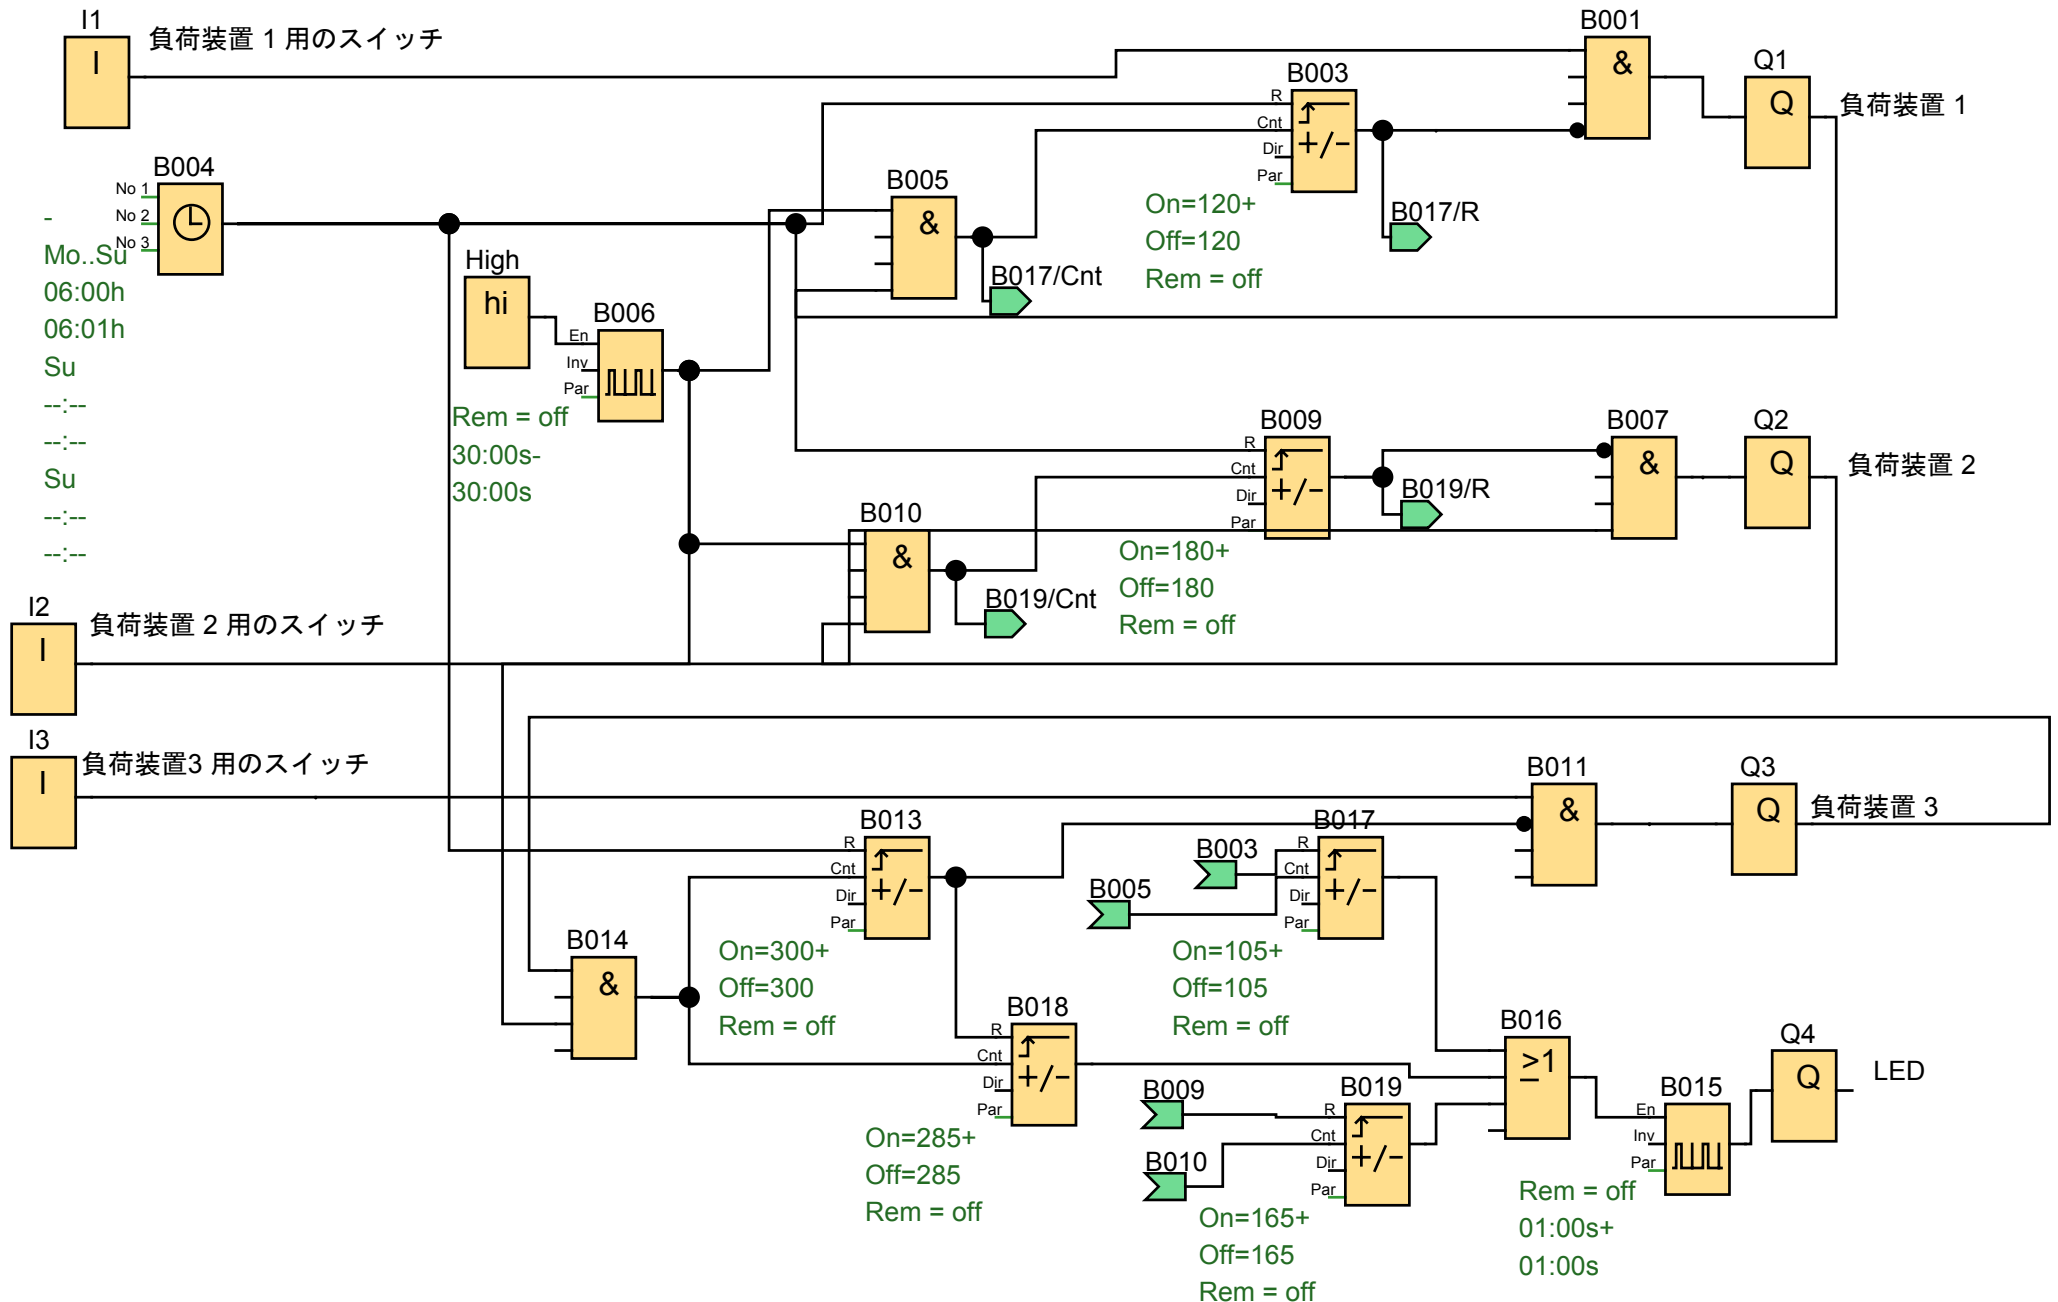 I1
負荷装置 1 用のスイッチ
I
B001
&
Q1
Q
負荷装置 1
B003
R
Cnt
Dir
Par
+/-
On=120+
Off=120
Rem = off
B017/R
B004
No 1
No 2
No 3
-
Mo..Su
06:00h
06:01h
Su
--:--
--:--
Su
--:--
--:--
B005
&
B017/Cnt
High
hi
B006
En
Inv
Par
Rem = off
30:00s-
30:00s
B009
R
Cnt
Dir
Par
+/-
On=180+
Off=180
Rem = off
B019/R
B007
&
Q2
Q
負荷装置 2
B010
&
B019/Cnt
I2
負荷装置 2 用のスイッチ
I
I3
負荷装置3 用のスイッチ
I
B011
&
Q3
Q
負荷装置 3
B013
R
Cnt
Dir
Par
+/-
On=300+
Off=300
Rem = off
B003
B005
B017
R
Cnt
Dir
Par
+/-
On=105+
Off=105
Rem = off
B014
&
B018
R
Cnt
Dir
Par
+/-
On=285+
Off=285
Rem = off
B009
B010
B019
R
Cnt
Dir
Par
+/-
On=165+
Off=165
Rem = off
B016
≥1
B015
En
Inv
Par
Rem = off
01:00s+
01:00s
Q4
Q
LED